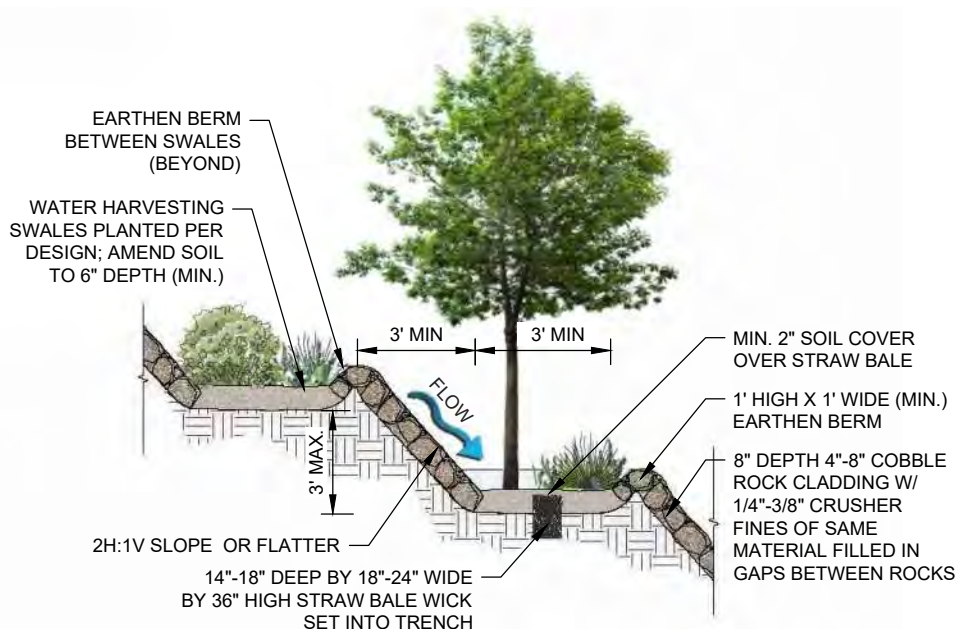 EARTHEN BERM
BETWEEN SWALES
(BEYOND)
WATER HARVESTING
SWALES PLANTED PER
DESIGN; AMEND SOIL
TO 6" DEPTH (MIN.)
3' MIN
3' MIN
FLOW
3' MAX.
MIN. 2" SOIL COVER
OVER STRAW BALE
1' HIGH X 1' WIDE (MIN.)
EARTHEN BERM
8" DEPTH 4"-8" COBBLE
ROCK CLADDING W/
1/4"-3/8" CRUSHER
FINES OF SAME
MATERIAL FILLED IN
GAPS BETWEEN ROCKS
2H:1V SLOPE OR FLATTER
14"-18" DEEP BY 18"-24" WIDE
BY 36" HIGH STRAW BALE WICK
SET INTO TRENCH